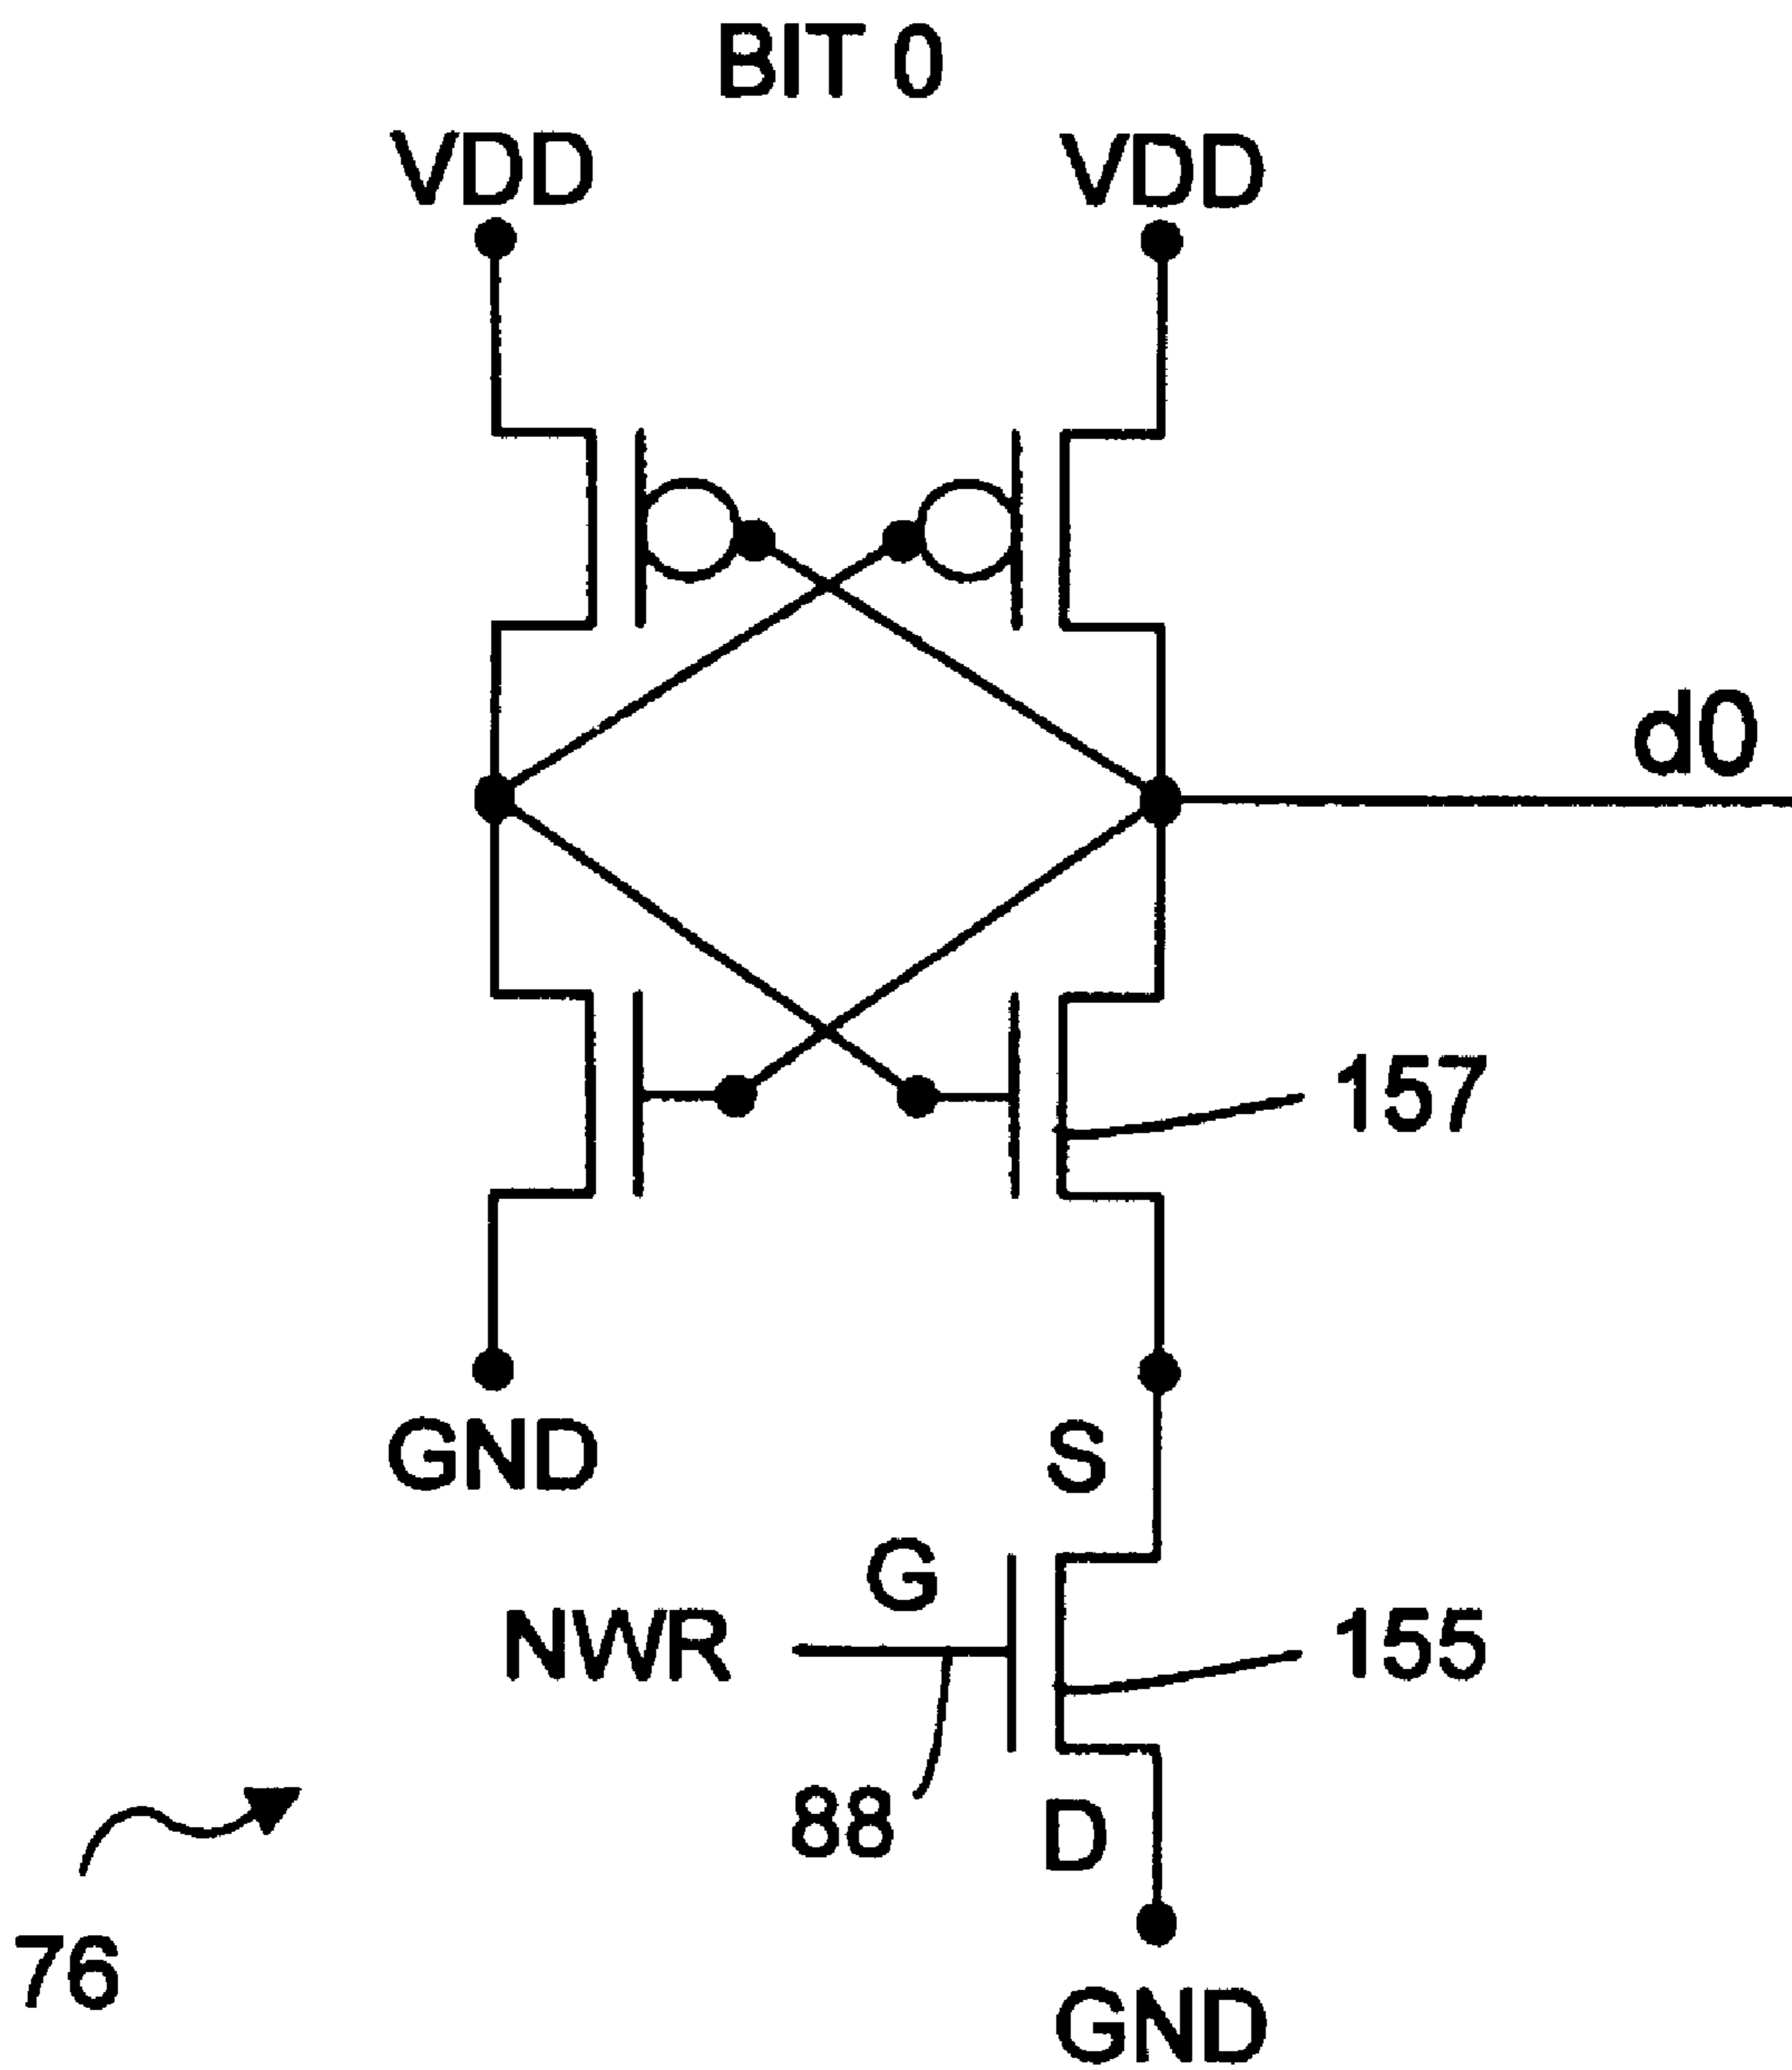 BIT 0
VDD VDD
d0
157
GND S
G
NWR 155
88 D
76
GND